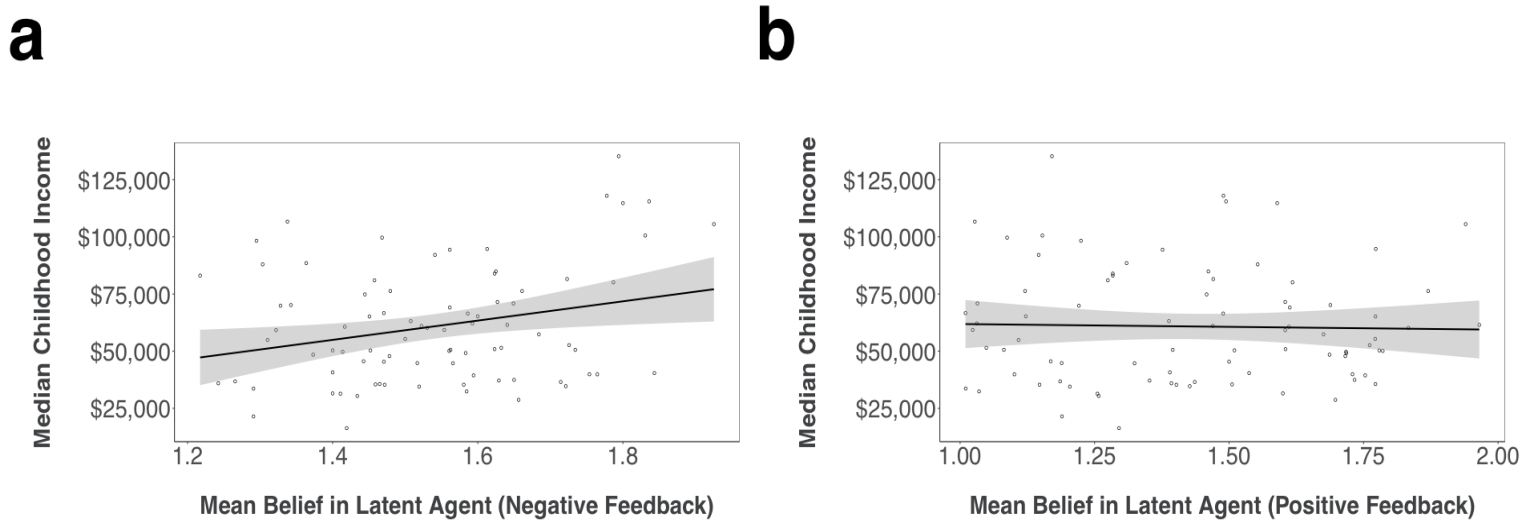 a
Median Childhood Income
$125,000
$100,000
$75,000
$50,000
$25,000
1.2 1.4 1.6 1.8
Mean Belief in Latent Agent (Negative Feedback)
b
Median Childhood Income
$125,000
$100,000
$75,000
$50,000
$25,000
1.00 1.25 1.50 1.75 2.00
Mean Belief in Latent Agent (Positive Feedback)